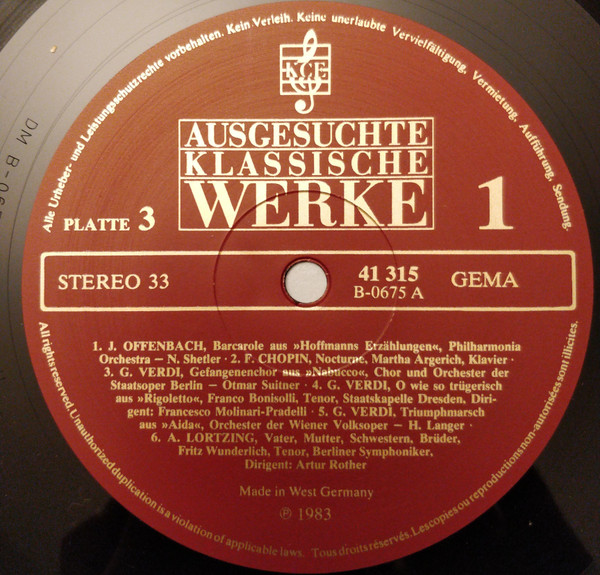 Alle Urheber- und Leistungsschutzrechte vorbehalten. Kein Verleih. Keine unerlaubte Vervielfältigung, Vermietung, Aufführung, Sendung.
AUSGESUCHTE
KLASSISCHE
WERKE
PLATTE 3
1
STEREO 33
41 315
B-0675 A
GEMA
1. J. OFFENBACH, Barcarole aus »Hoffmanns Erzählungen«, Philharmonia
Orchestra – N. Shetler · 2. F. CHOPIN, Nocturne, Martha Argerich, Klavier ·
3. G. VERDI, Gefangenenchor aus »Nabucco«, Chor und Orchester der
Staatsoper Berlin – Otmar Suitner · 4. G. VERDI, O wie so trügerisch
aus »Rigoletto«, Franco Bonisolli, Tenor, Staatskapelle Dresden, Diri-
gent: Francesco Molinari-Pradelli · 5. G. VERDI, Triumphmarsch
aus »Aida«, Orchester der Wiener Volksoper – H. Langer ·
6. A. LORTZING, Vater, Mutter, Schwestern, Brüder,
Fritz Wunderlich, Tenor, Berliner Symphoniker,
Dirigent: Artur Rother
Made in West Germany
℗ 1983
All rights reserved. Unauthorized duplication is a violation of applicable laws. Tous droits réservés. Les copies ou reproductions non-autorisées sont illicites.
DM B-067